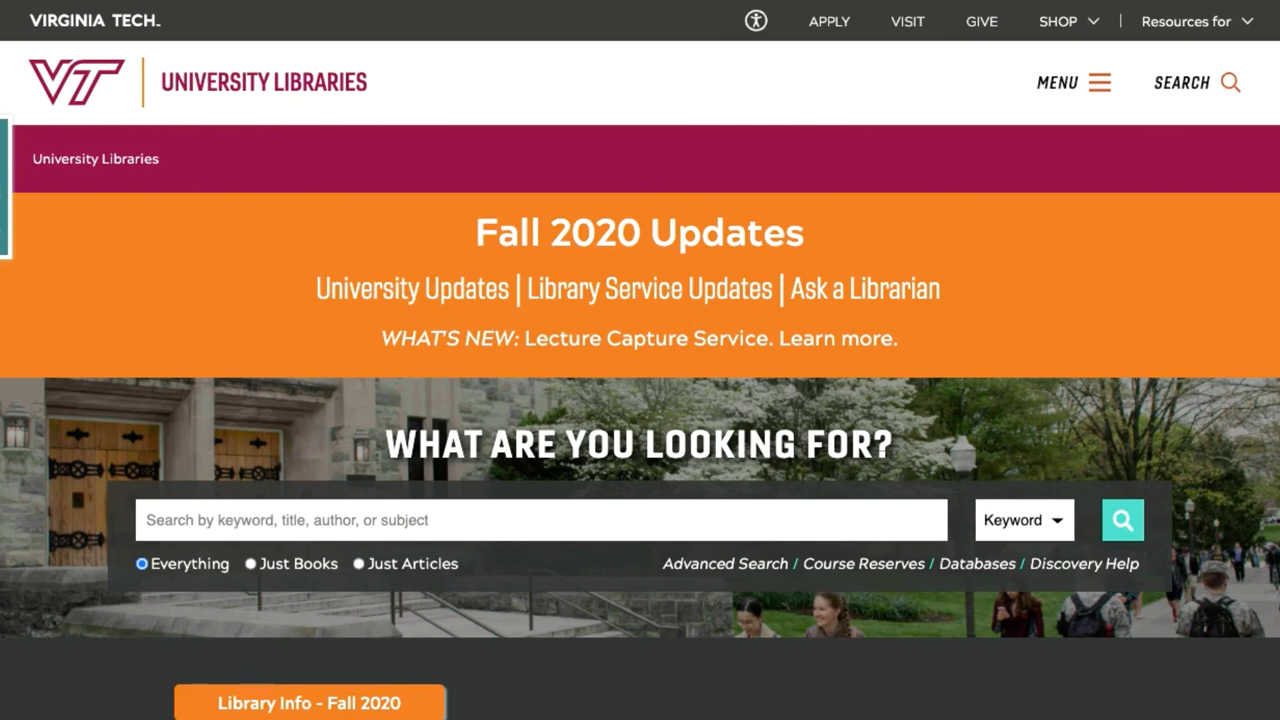 VIRGINIA TECH.
APPLY VISIT GIVE SHOP Resources for
VT UNIVERSITY LIBRARIES
MENU SEARCH
University Libraries
Fall 2020 Updates
University Updates | Library Service Updates | Ask a Librarian
WHAT'S NEW: Lecture Capture Service. Learn more.
WHAT ARE YOU LOOKING FOR?
Search by keyword, title, author, or subject
Keyword
Everything Just Books Just Articles
Advanced Search / Course Reserves / Databases / Discovery Help
Library Info - Fall 2020